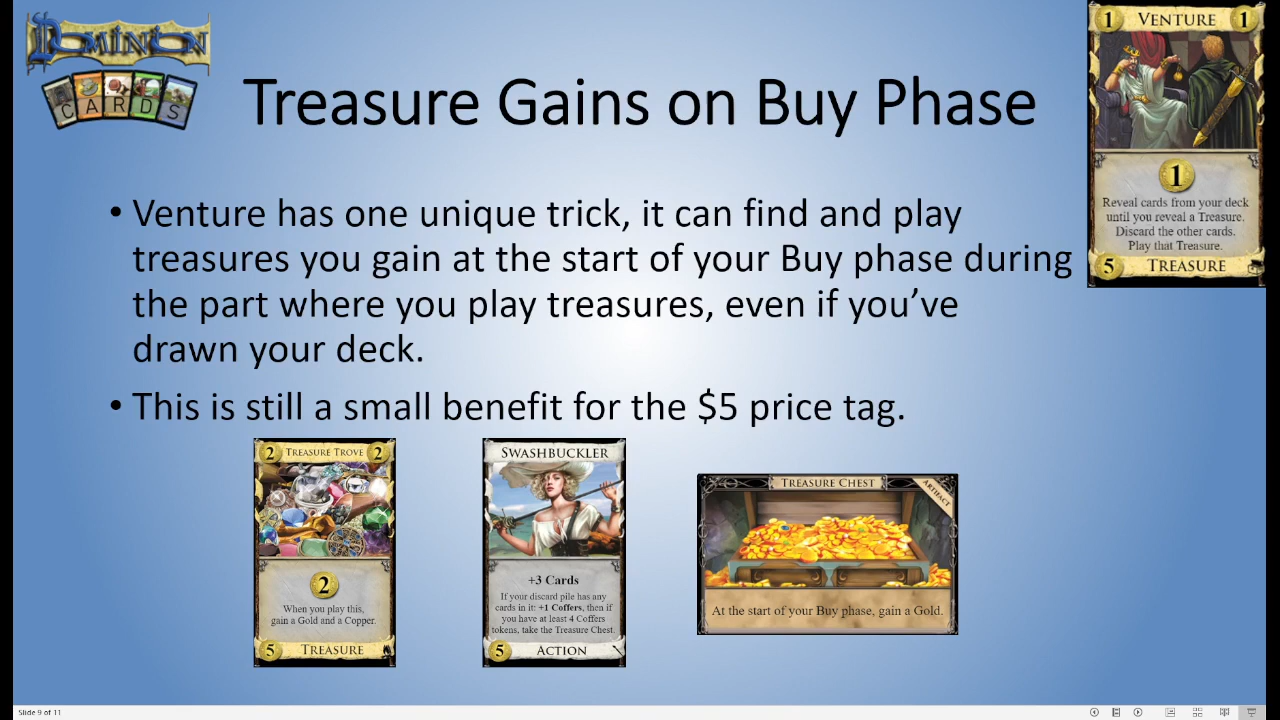 DOMINION
CARDS
Treasure Gains on Buy Phase
1 VENTURE 1
1
Reveal cards from your deck
until you reveal a Treasure.
Discard the other cards.
Play that Treasure.
5 TREASURE
• Venture has one unique trick, it can find and play
treasures you gain at the start of your Buy phase during
the part where you play treasures, even if you’ve
drawn your deck.
• This is still a small benefit for the $5 price tag.
2 TREASURE TROVE 2
2
When you play this,
gain a Gold and a Copper.
5 TREASURE
SWASHBUCKLER
+3 Cards
If your discard pile has any
cards in it: +1 Coffers, then if
you have at least 4 Coffers
tokens, take the Treasure Chest.
5 ACTION
TREASURE CHEST
ARTIFACT
At the start of your Buy phase, gain a Gold.
Slide 9 of 11